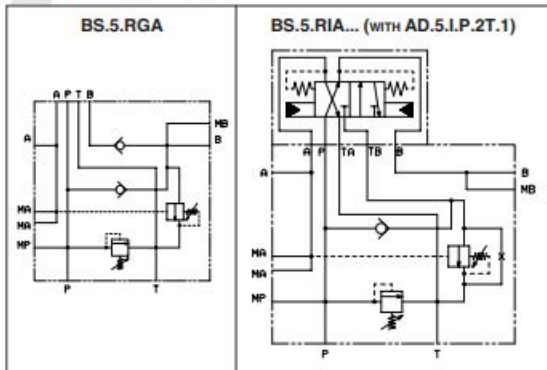 BS.5.RGA
A P T B
MB
B
A
MA
MA
MP
P T
BS.5.RIA... (WITH AD.5.I.P.2T.1)
T T
A P TA TB B
A
B
MB
MA
X
MA
MP
P T